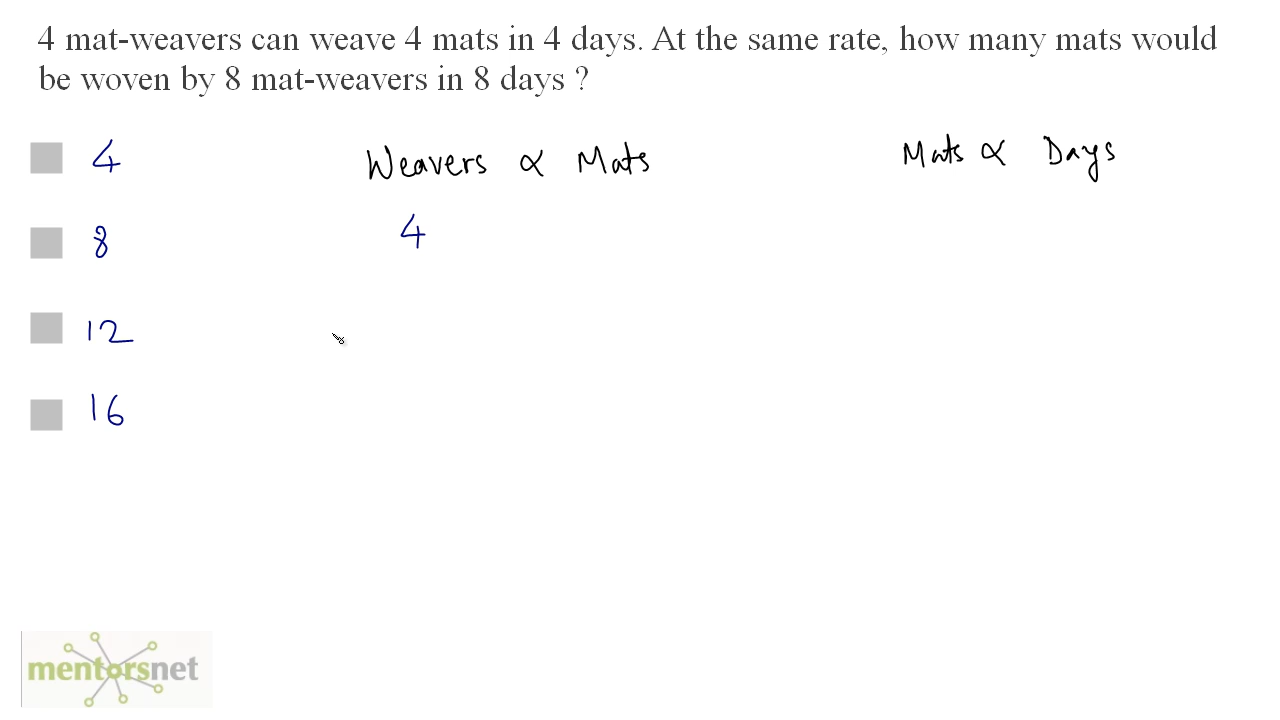 4 mat-weavers can weave 4 mats in 4 days. At the same rate, how many mats would
be woven by 8 mat-weavers in 8 days ?
4
Weavers ∝ Mats
Mats ∝ Days
8
4
12
16
mentorsnet